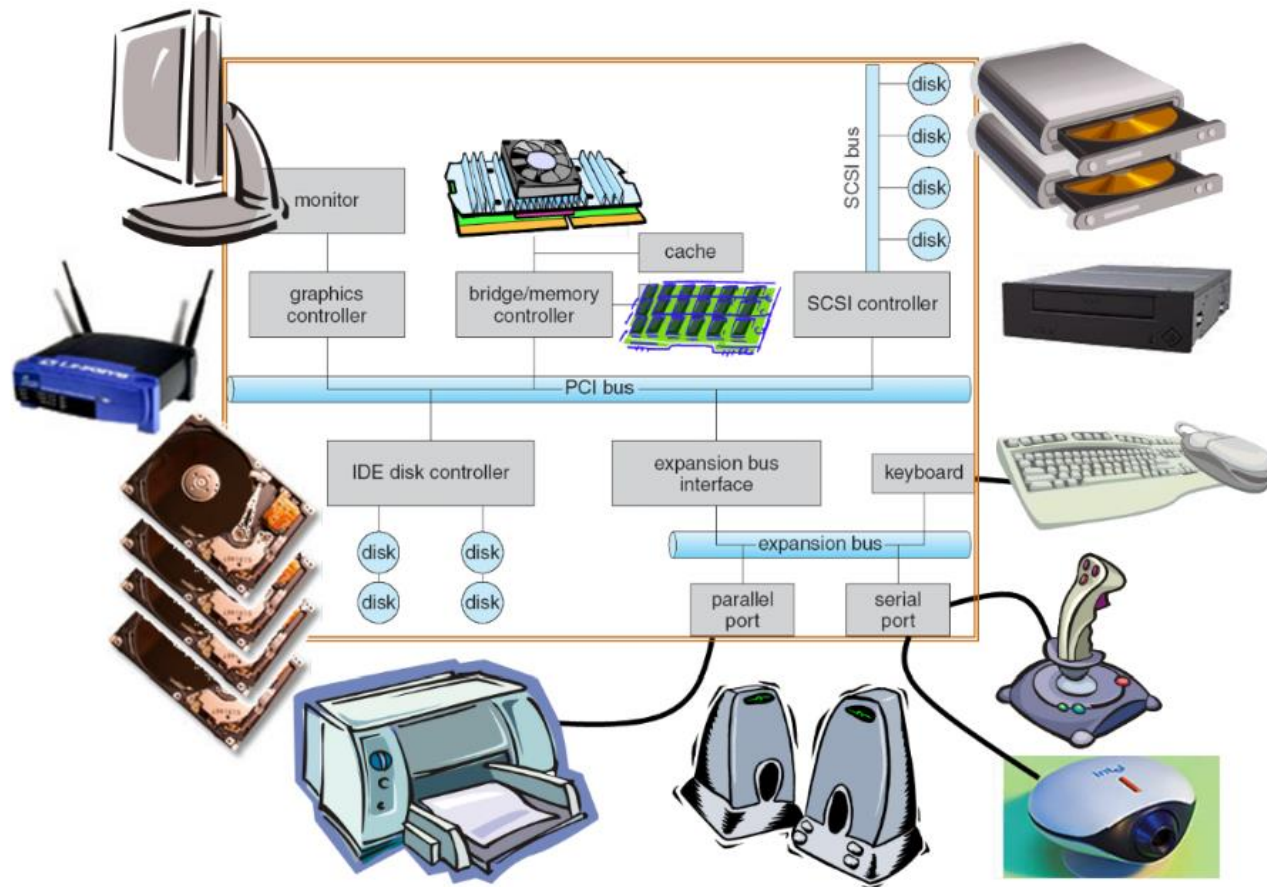 disk
disk
disk
disk
SCSI bus
monitor
cache
graphics
controller
bridge/memory
controller
SCSI controller
PCI bus
IDE disk controller
expansion bus
interface
keyboard
disk
disk
disk
disk
expansion bus
parallel
port
serial
port
intel